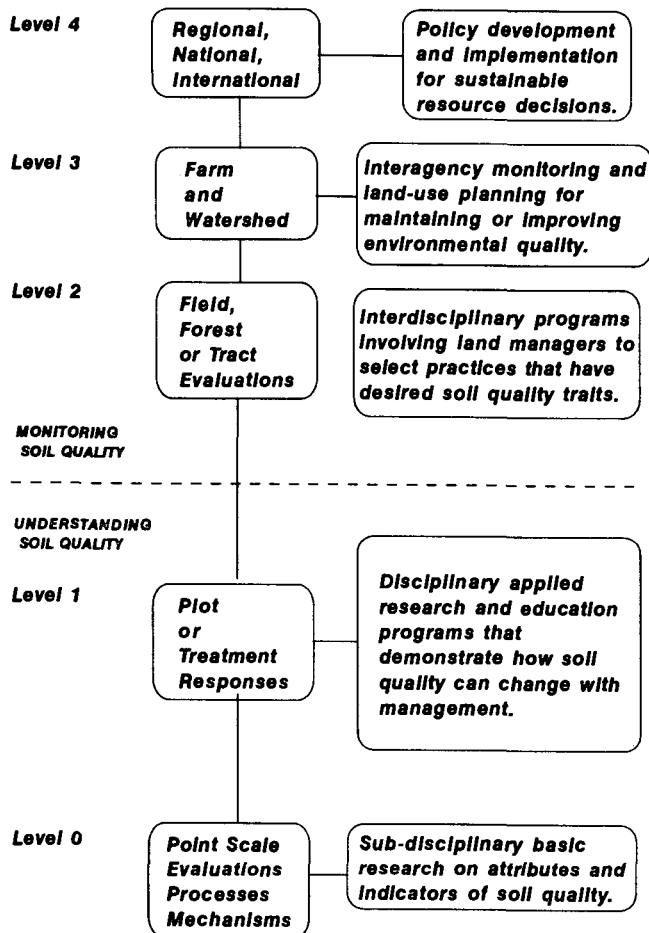 Level 4
Regional,
National,
International
Policy development
and implementation
for sustainable
resource decisions.
Level 3
Farm
and
Watershed
Interagency monitoring and
land-use planning for
maintaining or improving
environmental quality.
Level 2
Field,
Forest
or Tract
Evaluations
Interdisciplinary programs
involving land managers to
select practices that have
desired soil quality traits.
MONITORING
SOIL QUALITY
UNDERSTANDING
SOIL QUALITY
Level 1
Plot
or
Treatment
Responses
Disciplinary applied
research and education
programs that
demonstrate how soil
quality can change with
management.
Level 0
Point Scale
Evaluations
Processes
Mechanisms
Sub-disciplinary basic
research on attributes and
indicators of soil quality.